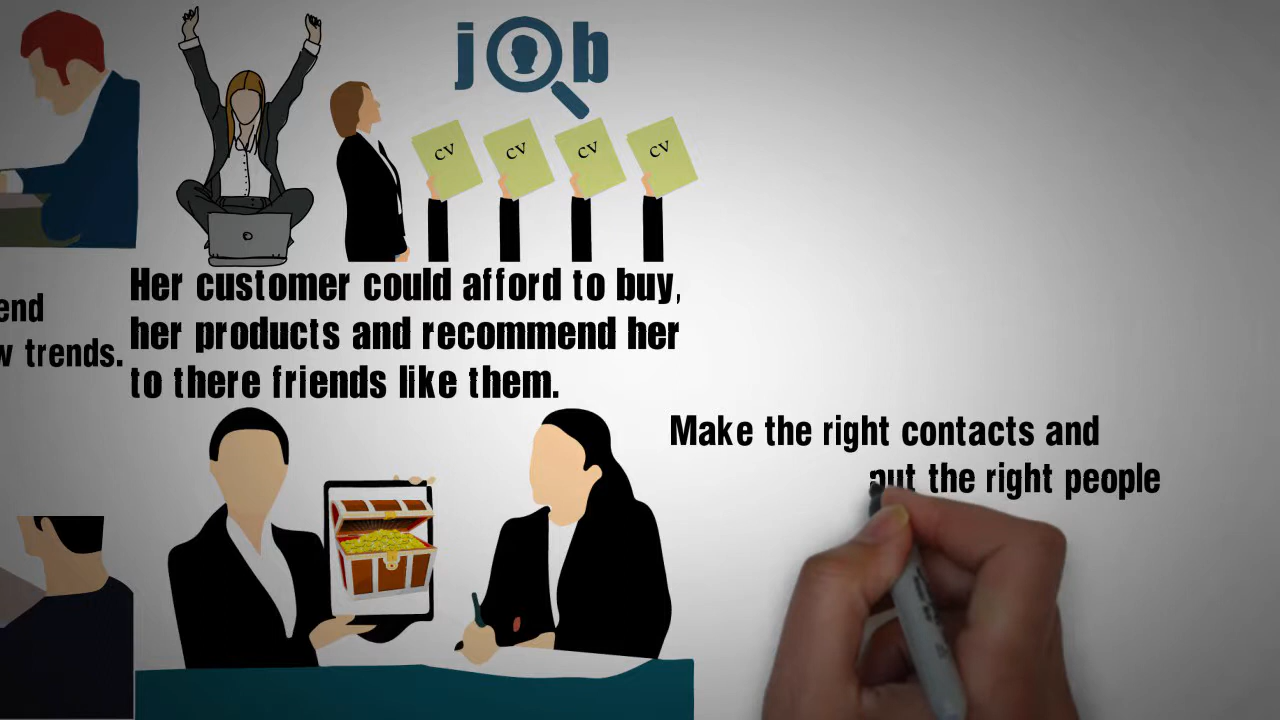 job
CV CV CV CV
end
w trends.
Her customer could afford to buy,
her products and recommend her
to there friends like them.
Make the right contacts and
put the right people